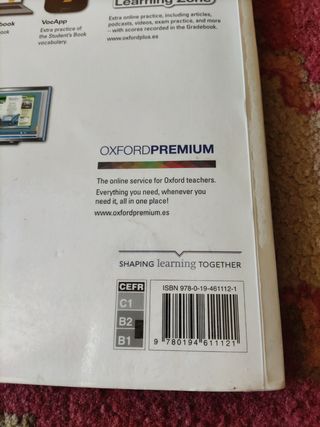 book
VocApp
Learning Zone
book
Extra practice of
the Student's Book
vocabulary.
Extra online practice, including articles,
podcasts, videos, exam practice, and more
– with scores recorded in the Gradebook.
www.oxfordplus.es
OXFORDPREMIUM
The online service for Oxford teachers.
Everything you need, whenever you
need it, all in one place!
www.oxfordpremium.es
SHAPING learning TOGETHER
CEFR
C1
B2
B1
ISBN 978-0-19-461112-1
9 780194 611121